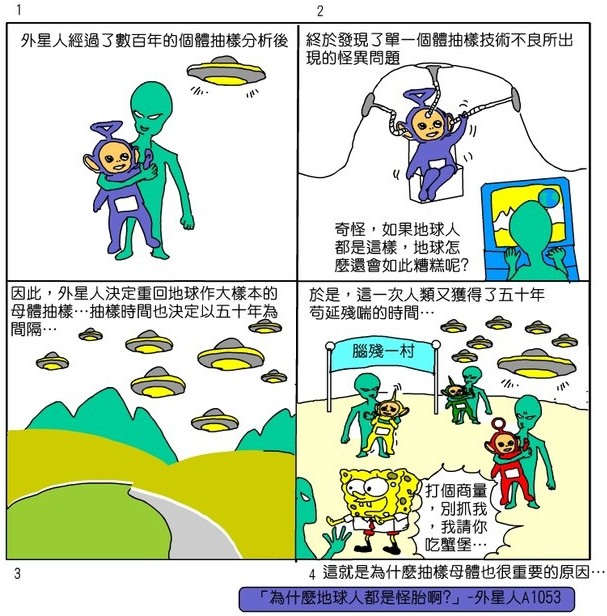 1
外星人經過了數百年的個體抽樣分析後
2
終於發現了單一個體抽樣技術不良所出
現的怪異問題
奇怪，如果地球人
都是這樣，地球怎
麼還會如此糟糕呢?
因此，外星人決定重回地球作大樣本的
母體抽樣…抽樣時間也決定以五十年為
間隔…
3
於是，這一次人類又獲得了五十年
苟延殘喘的時間…
腦殘一村
打個商量
，別抓我
，我請你
吃蟹堡…
4 這就是為什麼抽樣母體也很重要的原因…
「為什麼地球人都是怪胎啊?」-外星人A1053